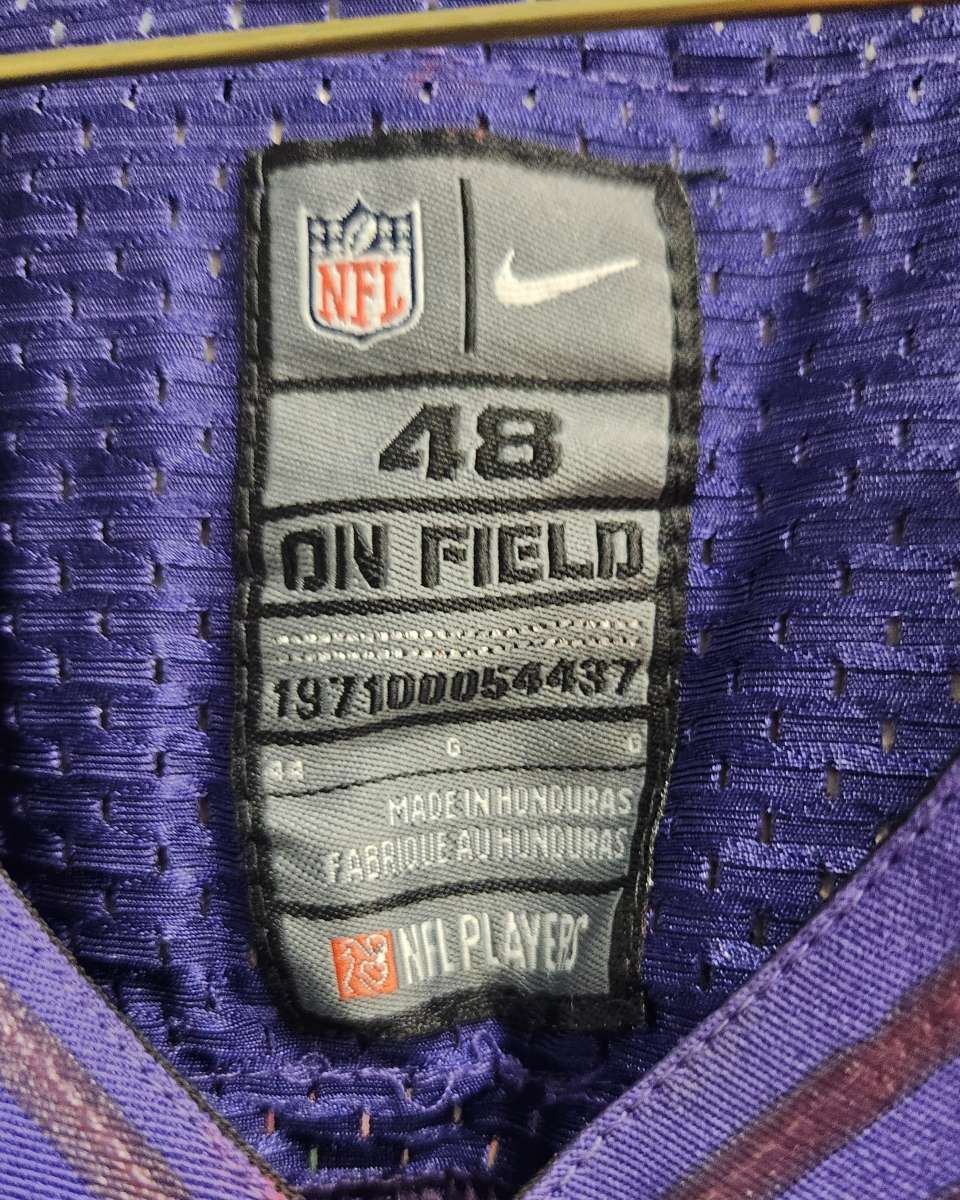 NFL
48
ON FIELD
197100054437
G G
MADE IN HONDURAS
FABRIQUE AU HONDURAS
NFL PLAYERS